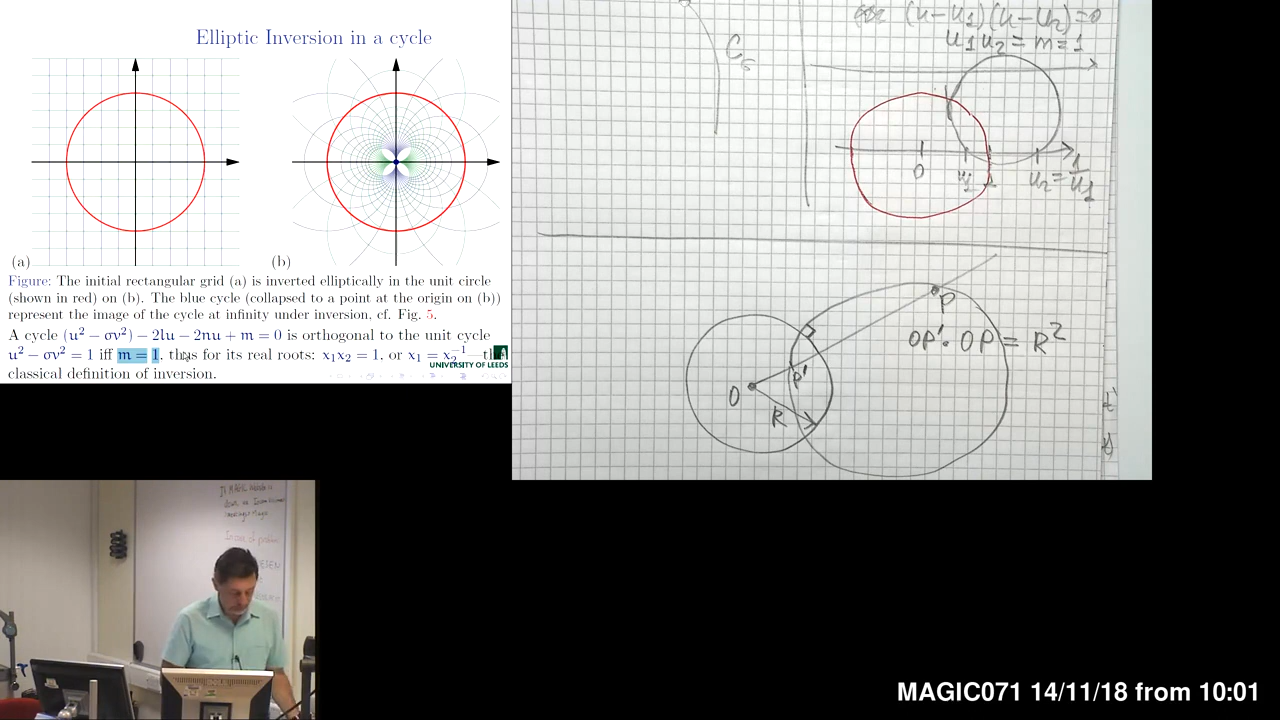 Elliptic Inversion in a cycle
(a)
(b)
Figure: The initial rectangular grid (a) is inverted elliptically in the unit circle
(shown in red) on (b). The blue cycle (collapsed to a point at the origin on (b))
represent the image of the cycle at infinity under inversion, cf. Fig. 5.
A cycle (u² − σv²) − 2lu − 2nu + m = 0 is orthogonal to the unit cycle
u² − σv² = 1 iff m = 1, thus for its real roots: x₁x₂ = 1, or x₁ = x₂⁻¹—the
classical definition of inversion.
UNIVERSITY OF LEEDS
(u-u₁)(u-u₂)=0
u₁u₂=m=1
C
0
u₁
1
u₂=1/u₁
P
OP'·OP=R²
P'
O
R
MAGIC071 14/11/18 from 10:01